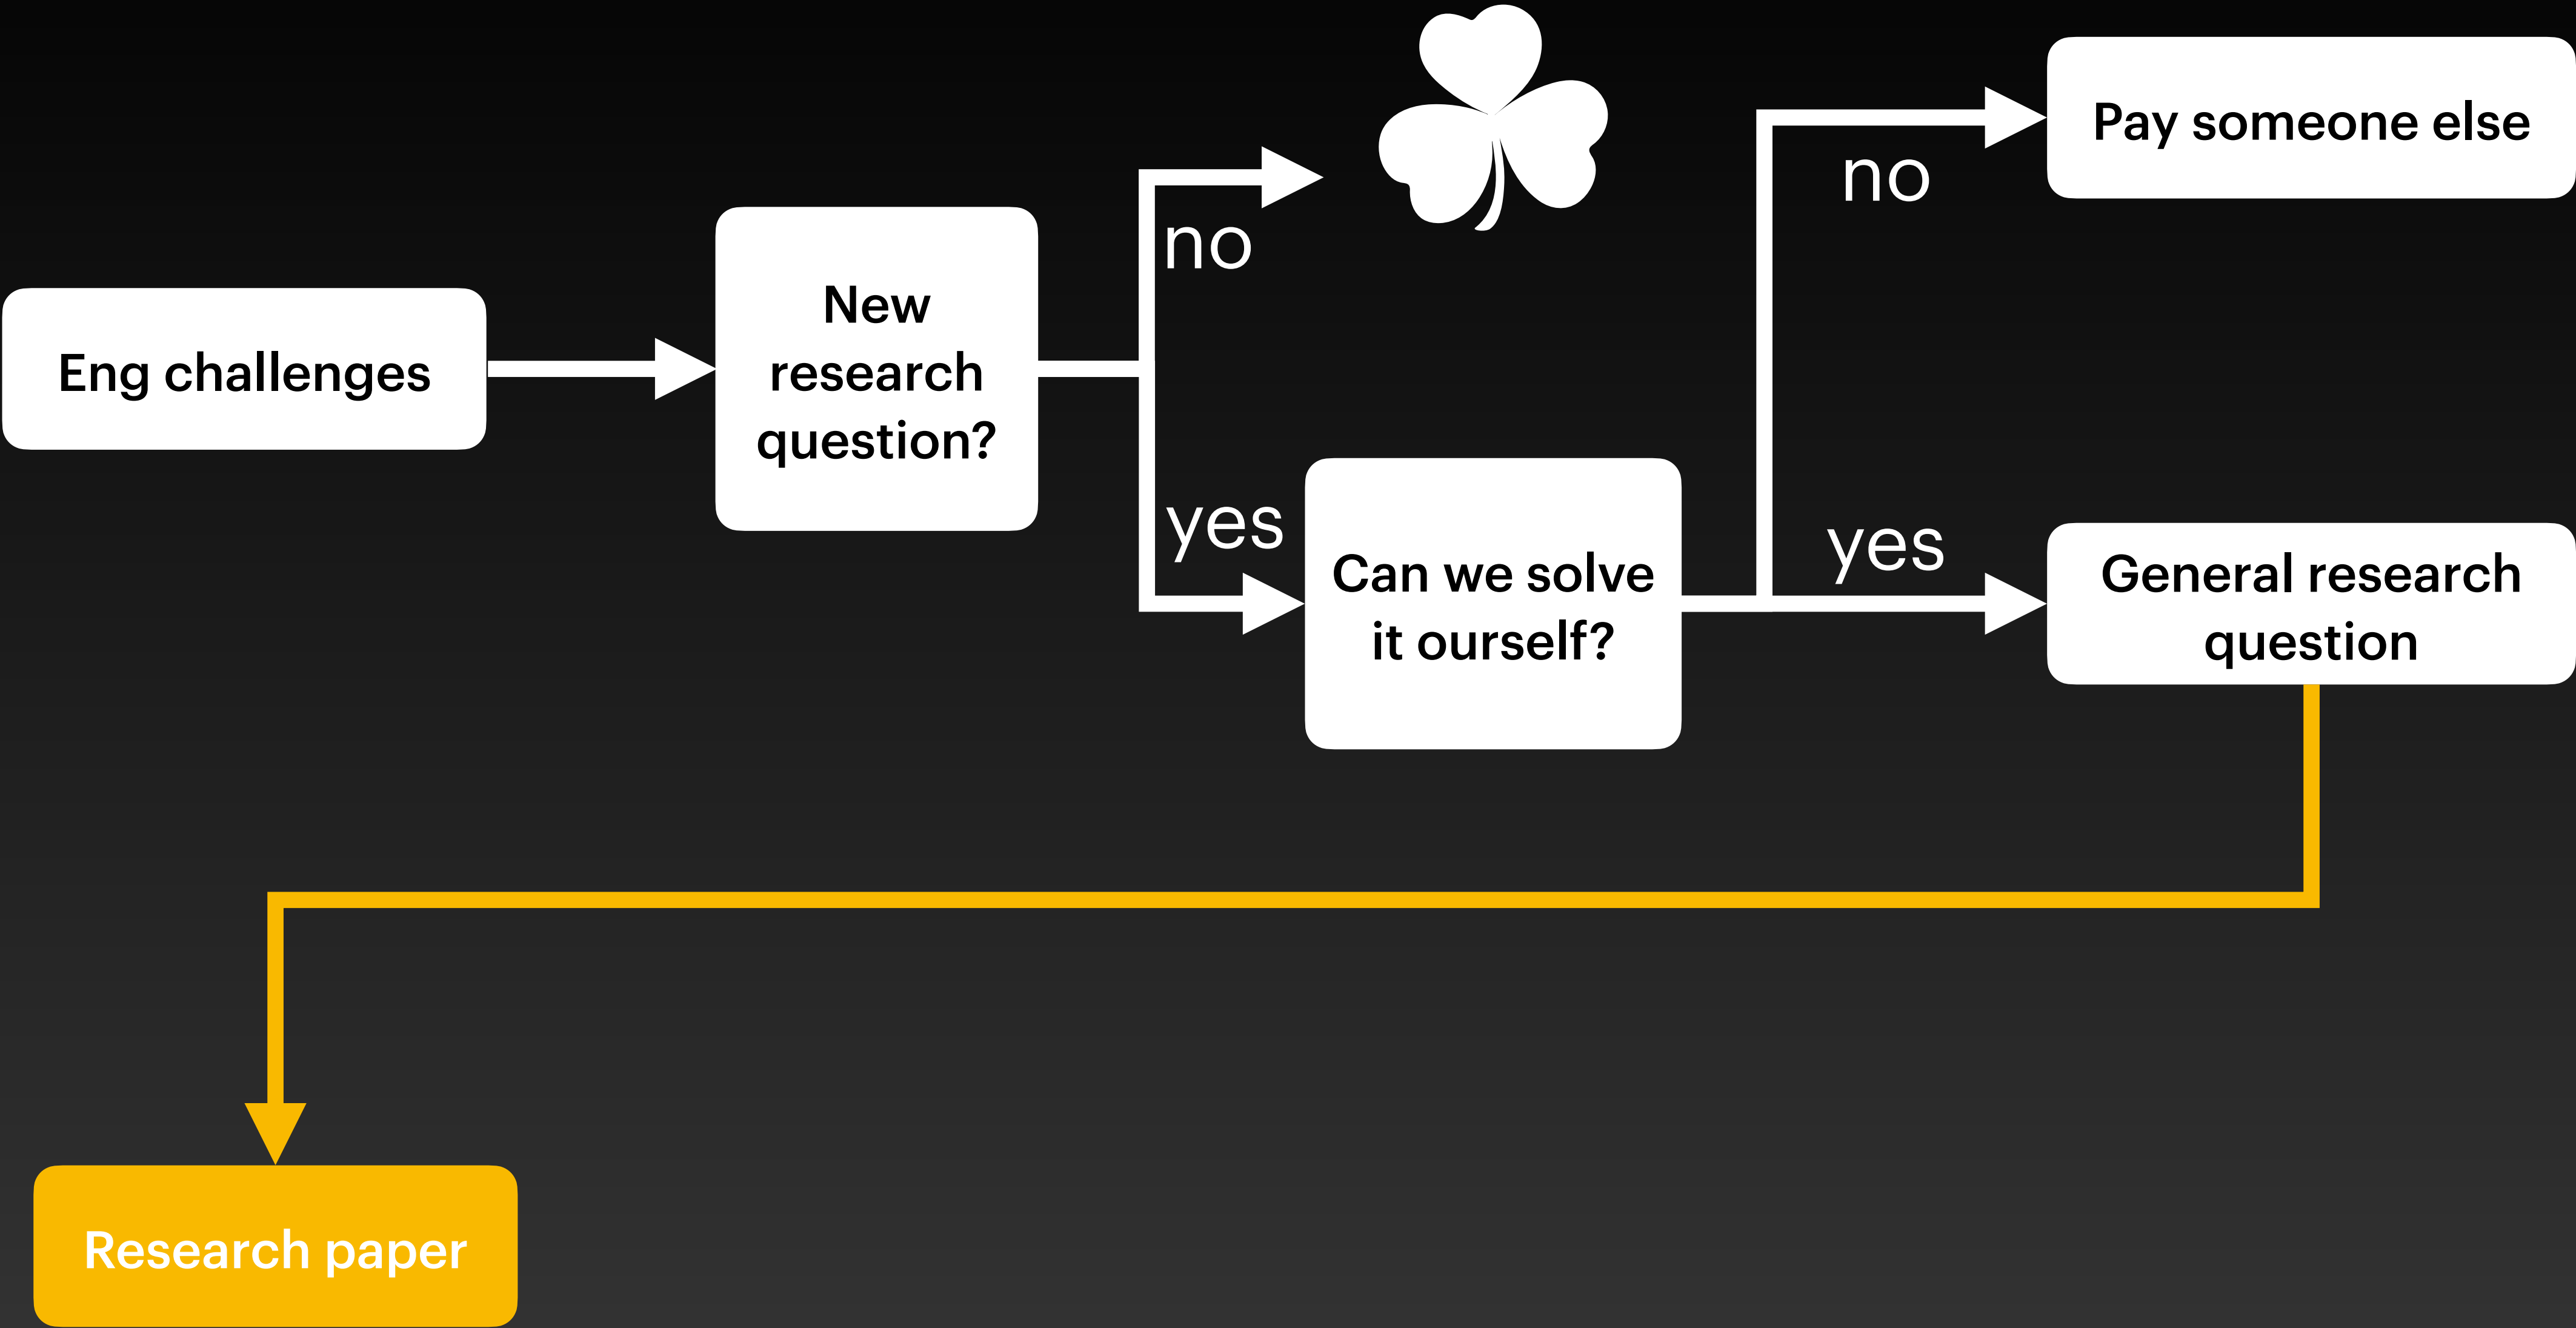 Pay someone else
no
no
New
research
question?
Eng challenges
yes
yes
Can we solve
it ourself?
General research
question
Research paper